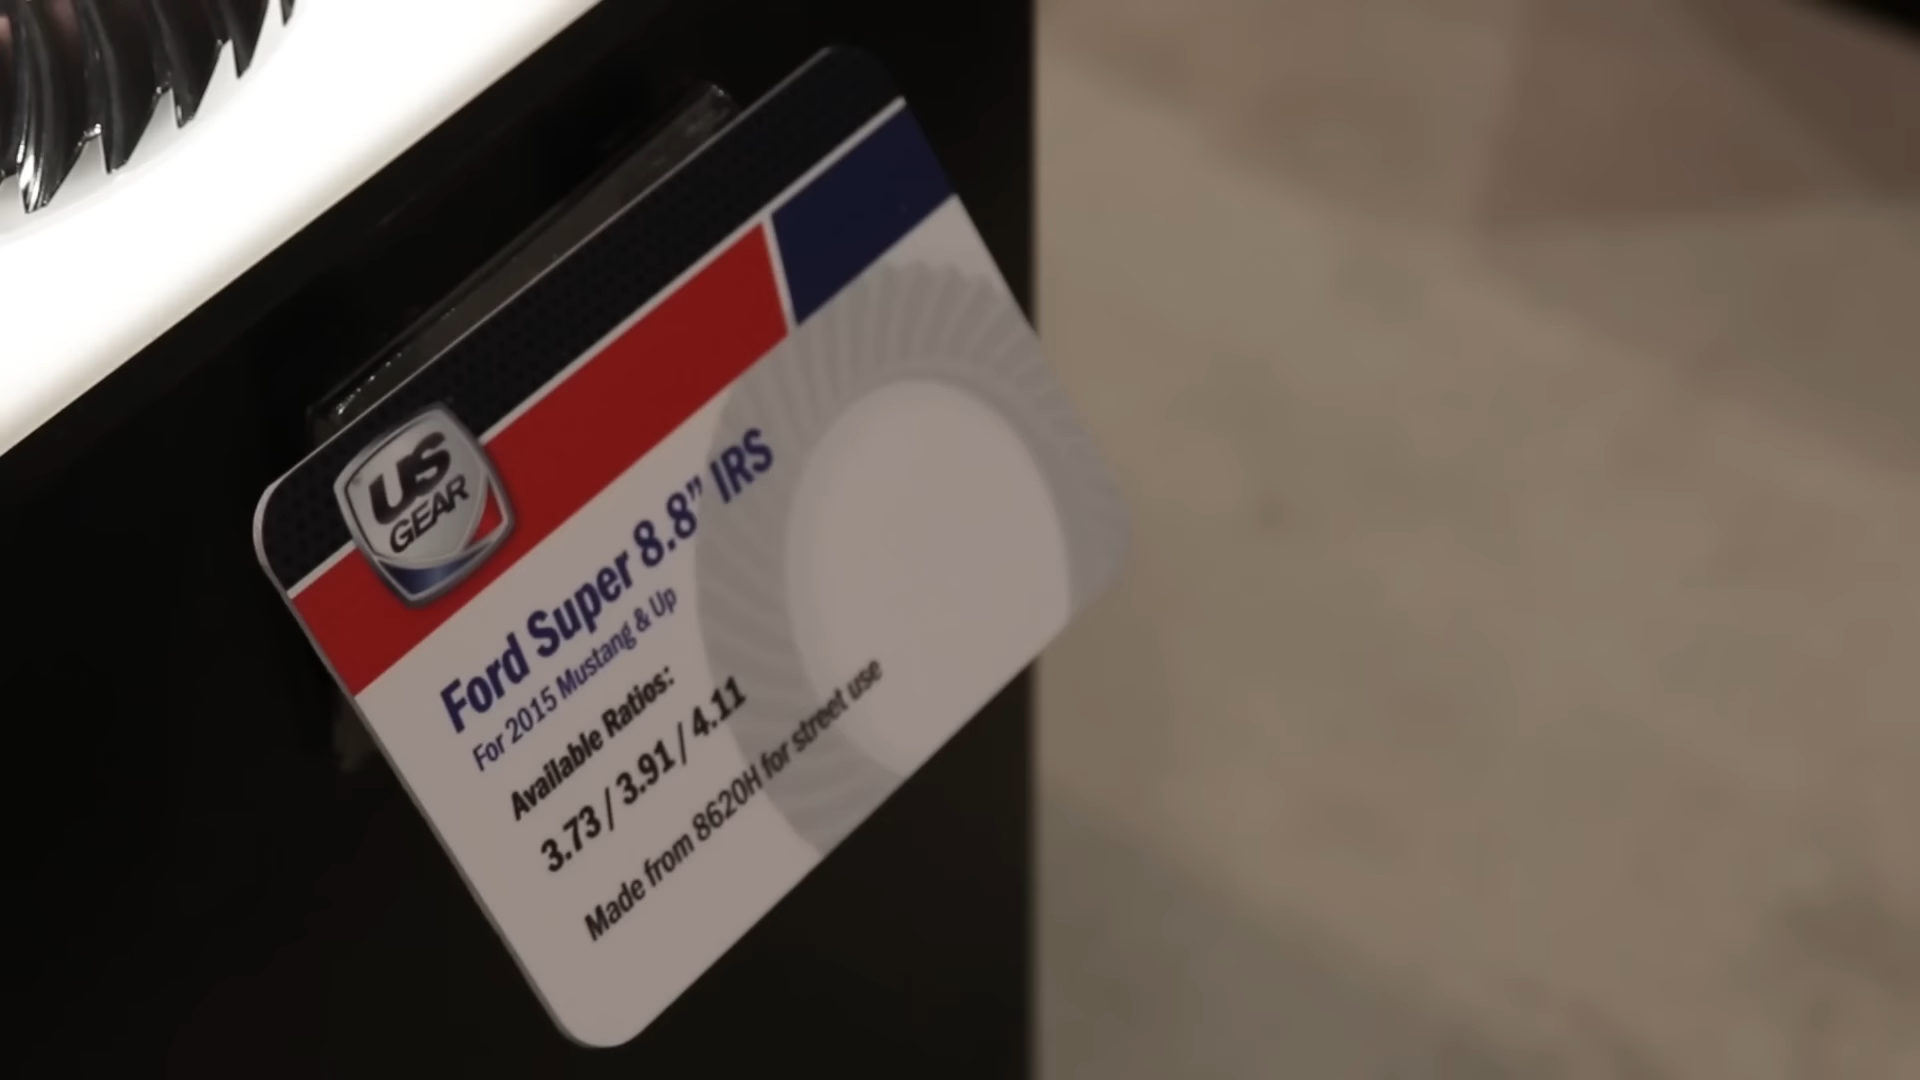 US
GEAR
Ford Super 8.8” IRS
For 2015 Mustang & Up
Available Ratios:
3.73 / 3.91 / 4.11
Made from 8620H for street use